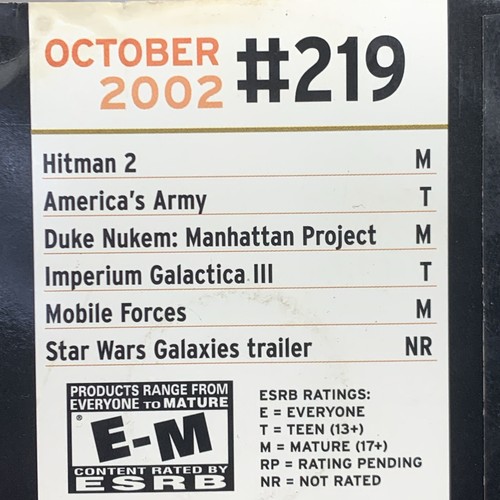 OCTOBER
2002 #219
Hitman 2 M
America's Army T
Duke Nukem: Manhattan Project M
Imperium Galactica III T
Mobile Forces M
Star Wars Galaxies trailer NR
PRODUCTS RANGE FROM
EVERYONE TO MATURE
E-M
®
CONTENT RATED BY
ESRB
ESRB RATINGS:
E = EVERYONE
T = TEEN (13+)
M = MATURE (17+)
RP = RATING PENDING
NR = NOT RATED